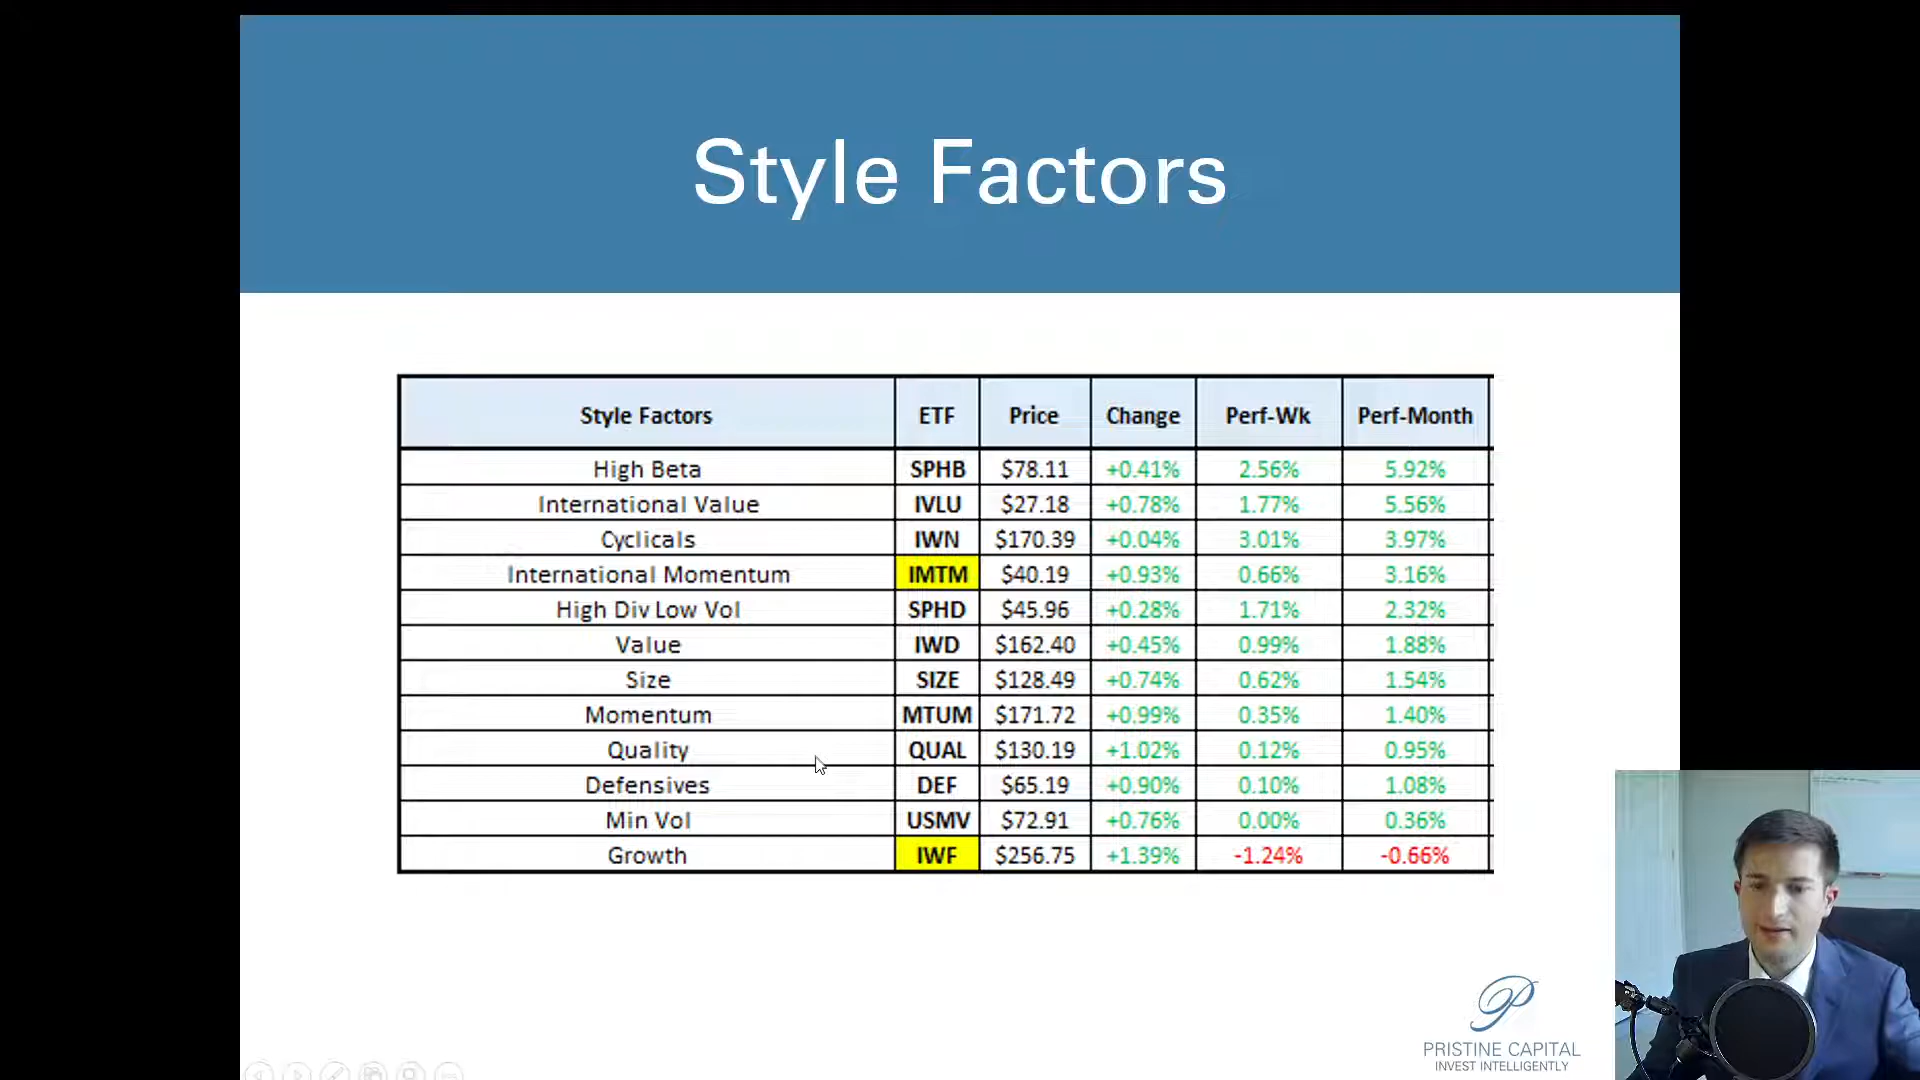 Style Factors
Style Factors ETF Price Change Perf-Wk Perf-Month
High Beta SPHB $78.11 +0.41% 2.56% 5.92%
International Value IVLU $27.18 +0.78% 1.77% 5.56%
Cyclicals IWN $170.39 +0.04% 3.01% 3.97%
International Momentum IMTM $40.19 +0.93% 0.66% 3.16%
High Div Low Vol SPHD $45.96 +0.28% 1.71% 2.32%
Value IWD $162.40 +0.45% 0.99% 1.88%
Size SIZE $128.49 +0.74% 0.62% 1.54%
Momentum MTUM $171.72 +0.99% 0.35% 1.40%
Quality QUAL $130.19 +1.02% 0.12% 0.95%
Defensives DEF $65.19 +0.90% 0.10% 1.08%
Min Vol USMV $72.91 +0.76% 0.00% 0.36%
Growth IWF $256.75 +1.39% -1.24% -0.66%
P
PRISTINE CAPITAL
INVEST INTELLIGENTLY